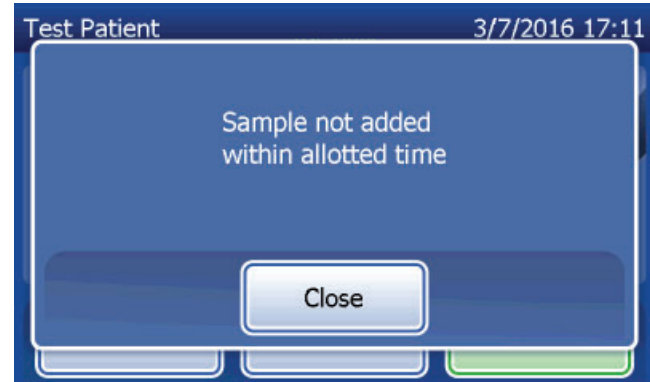 Test Patient 3/7/2016 17:11
Sample not added
within allotted time
Close